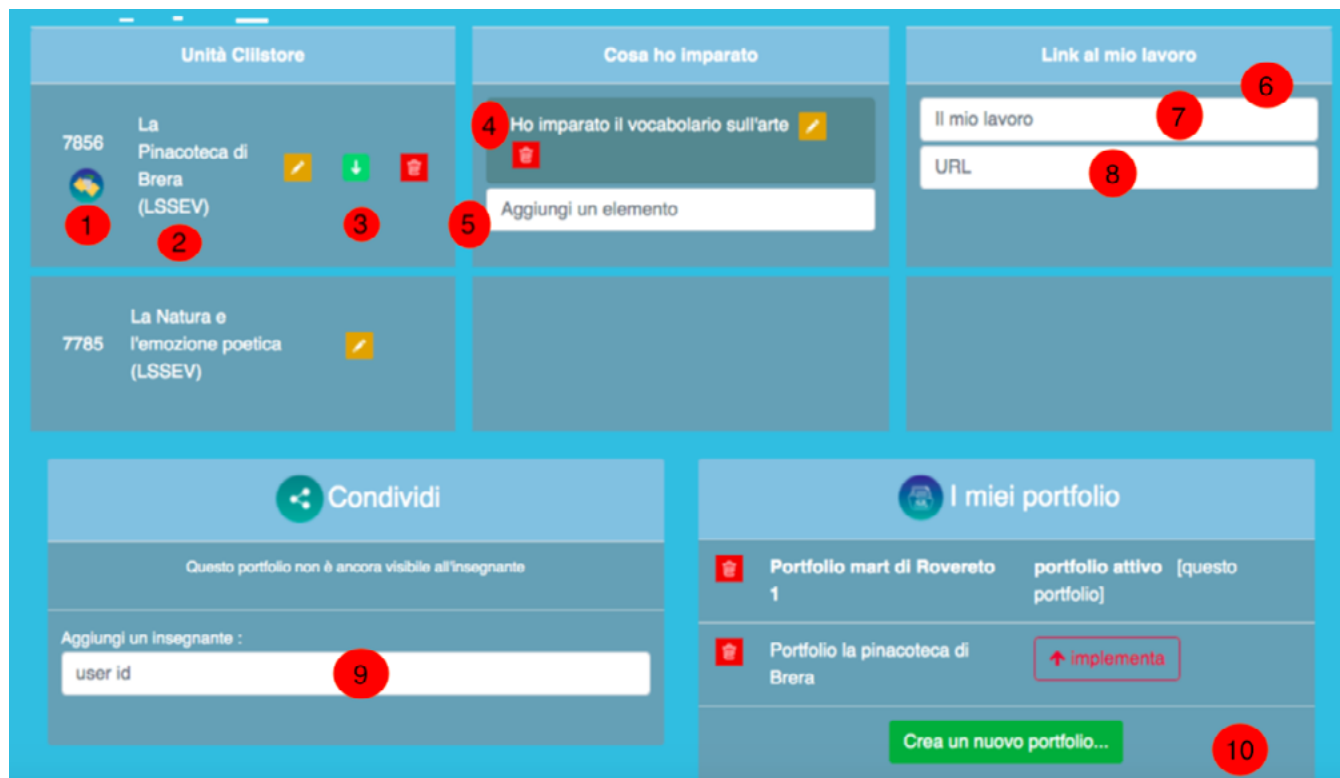 Unità Clilstore
Cosa ho imparato
Link al mio lavoro
6
7856
La
Pinacoteca di
Brera
(LSSEV)
1
2
3
4
Ho imparato il vocabolario sull'arte
5
Aggiungi un elemento
Il mio lavoro
7
URL
8
7785
La Natura e
l'emozione poetica
(LSSEV)
Condividi
Questo portfolio non è ancora visibile all'insegnante
Aggiungi un insegnante :
user id
9
I miei portfolio
Portfolio mart di Rovereto
1
portfolio attivo [questo
portfolio]
Portfolio la pinacoteca di
Brera
implementa
Crea un nuovo portfolio...
10